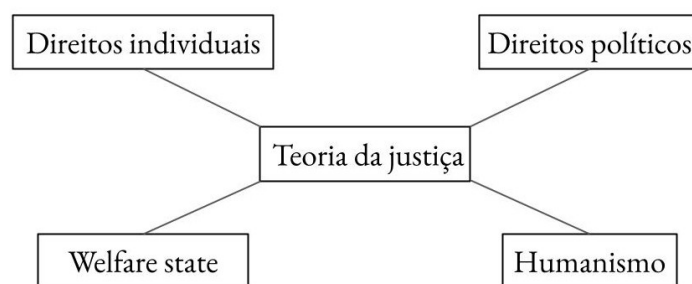 Direitos individuais
Direitos políticos
Teoria da justiça
Welfare state
Humanismo